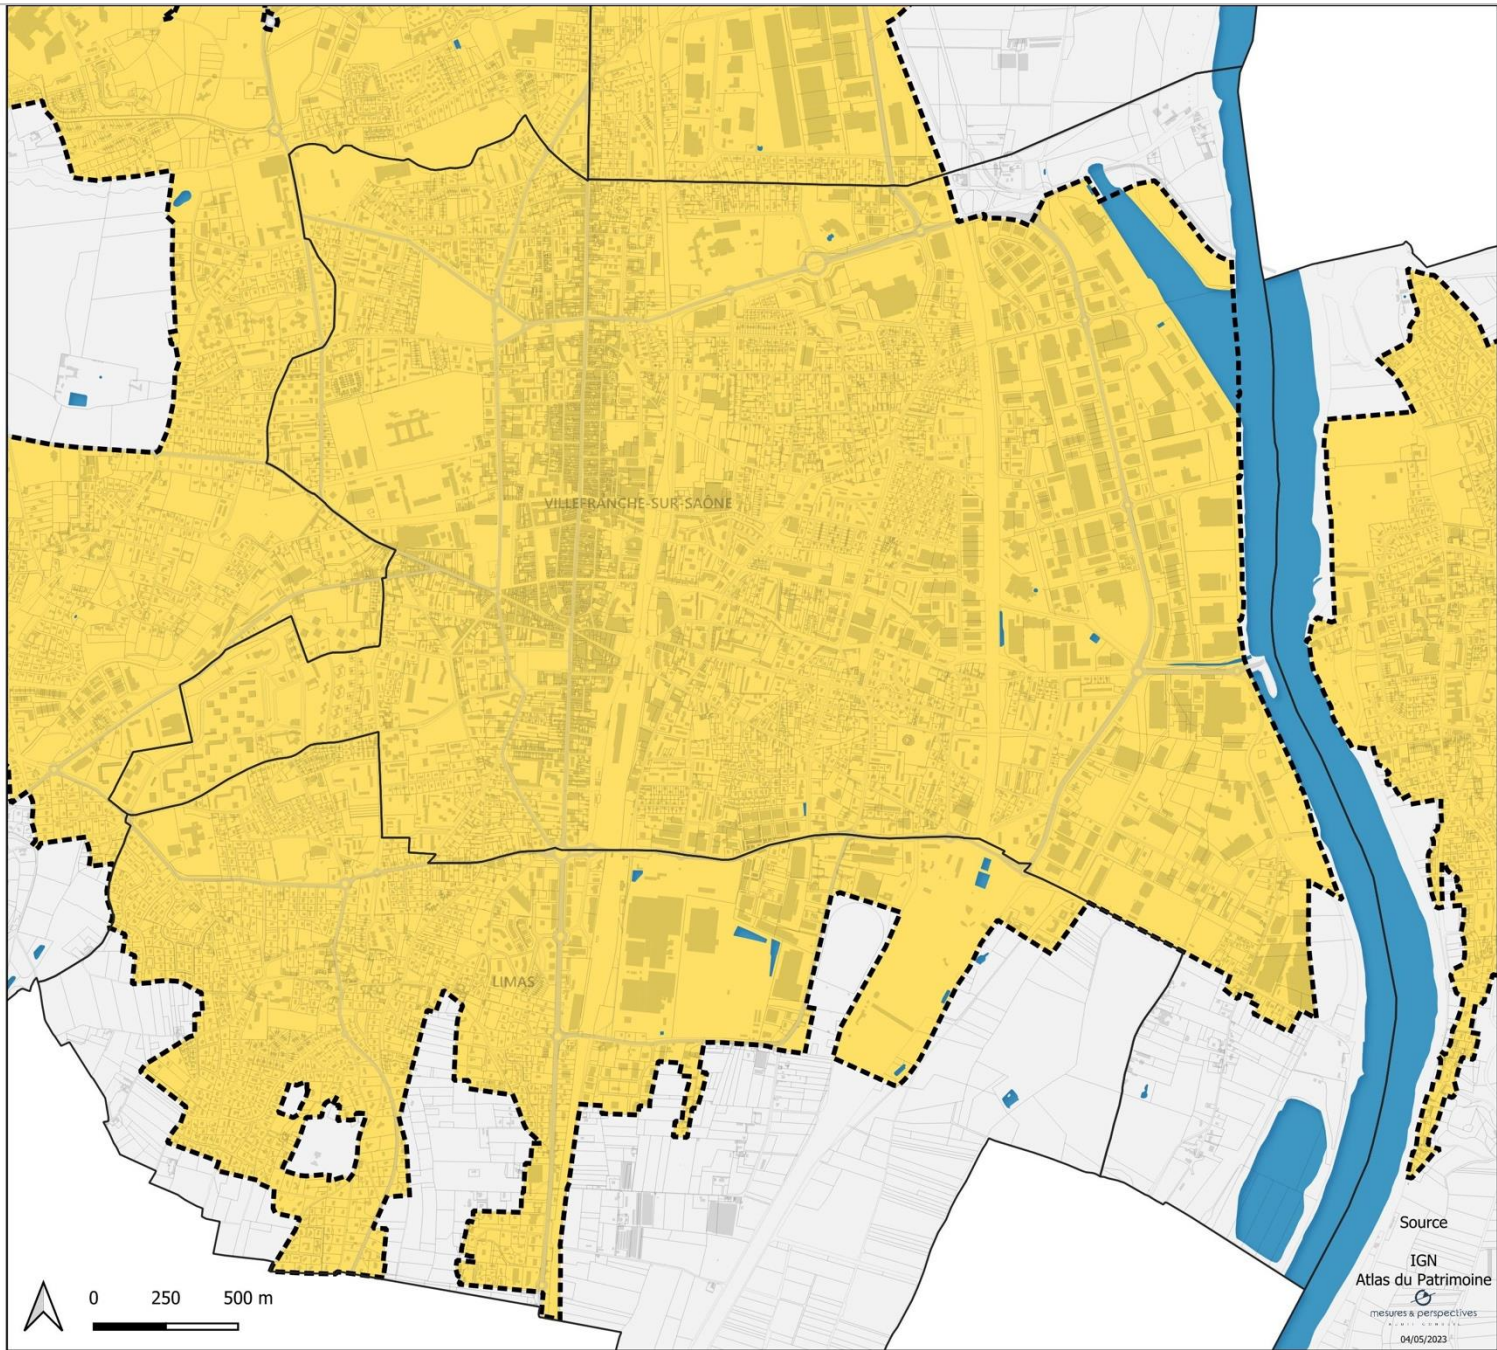 VILLEFRANCHE-SUR-SAÔNE
LIMAS
0 250 500 m
Source
IGN
Atlas du Patrimoine
mesures & perspectives
04/05/2023